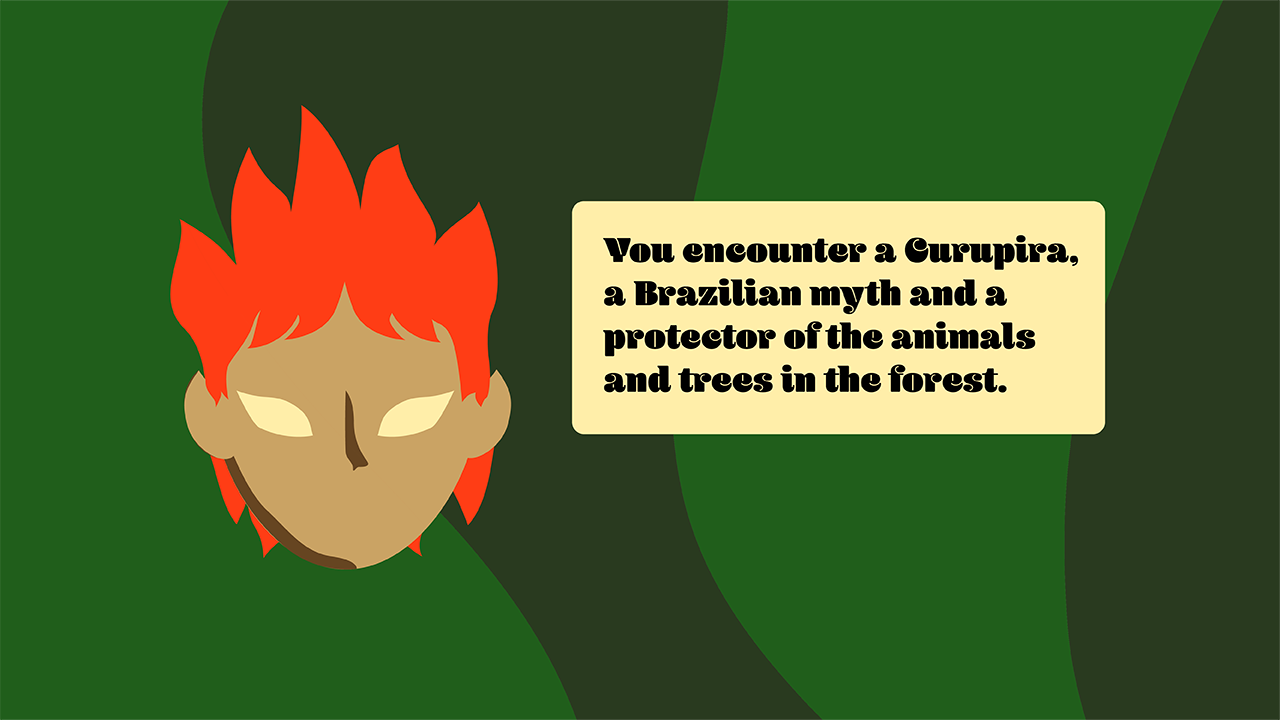 You encounter a Curupira,
a Brazilian myth and a
protector of the animals
and trees in the forest.